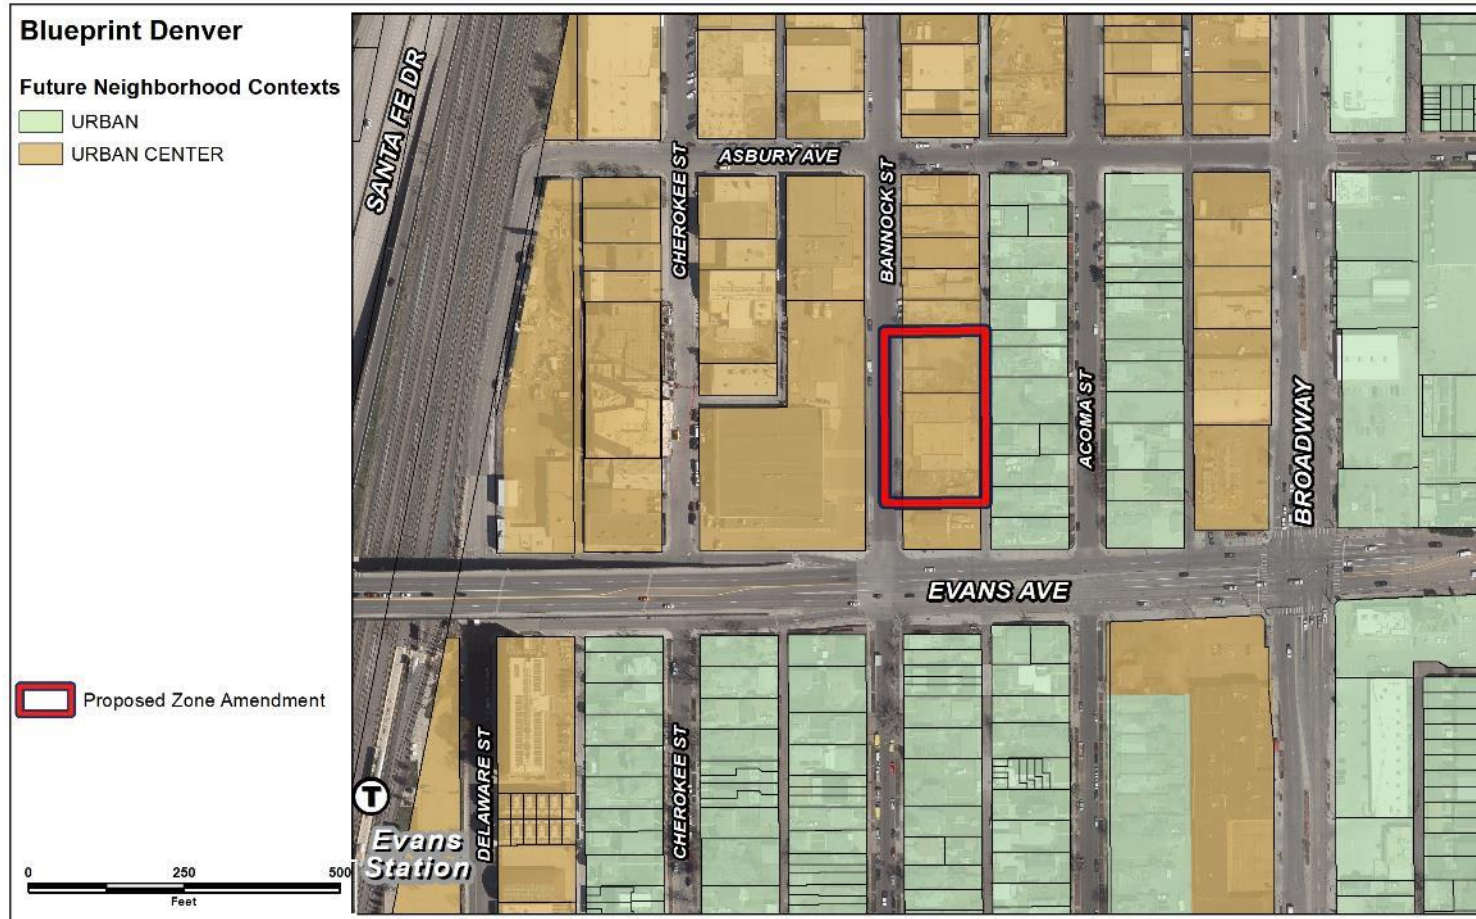 Blueprint Denver
Future Neighborhood Contexts
URBAN
URBAN CENTER
Proposed Zone Amendment
0 250 500
Feet
SANTA FE DR
CHEROKEE ST
ASBURY AVE
BANNOCK ST
ACOMA ST
BROADWAY
EVANS AVE
DELAWARE ST
CHEROKEE ST
T
Evans
Station